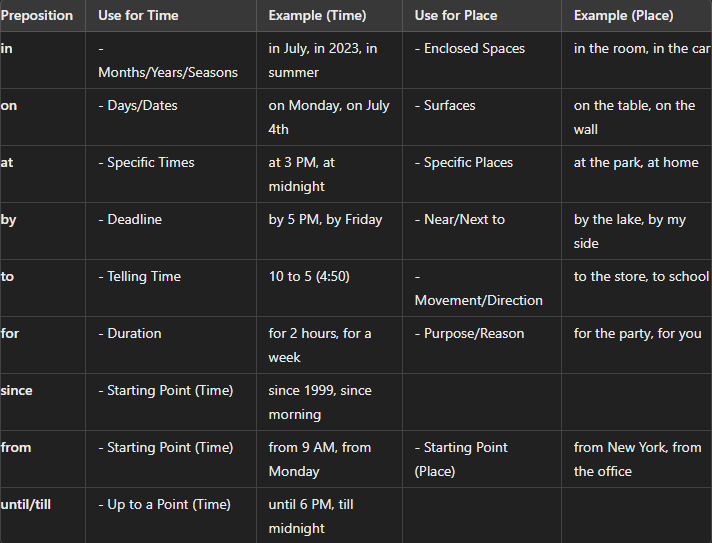 Preposition Use for Time Example (Time) Use for Place Example (Place)
in - Months/Years/Seasons in July, in 2023, in summer - Enclosed Spaces in the room, in the car
on - Days/Dates on Monday, on July 4th - Surfaces on the table, on the wall
at - Specific Times at 3 PM, at midnight - Specific Places at the park, at home
by - Deadline by 5 PM, by Friday - Near/Next to by the lake, by my side
to - Telling Time 10 to 5 (4:50) - Movement/Direction to the store, to school
for - Duration for 2 hours, for a week - Purpose/Reason for the party, for you
since - Starting Point (Time) since 1999, since morning
from - Starting Point (Time) from 9 AM, from Monday - Starting Point (Place) from New York, from the office
until/till - Up to a Point (Time) until 6 PM, till midnight